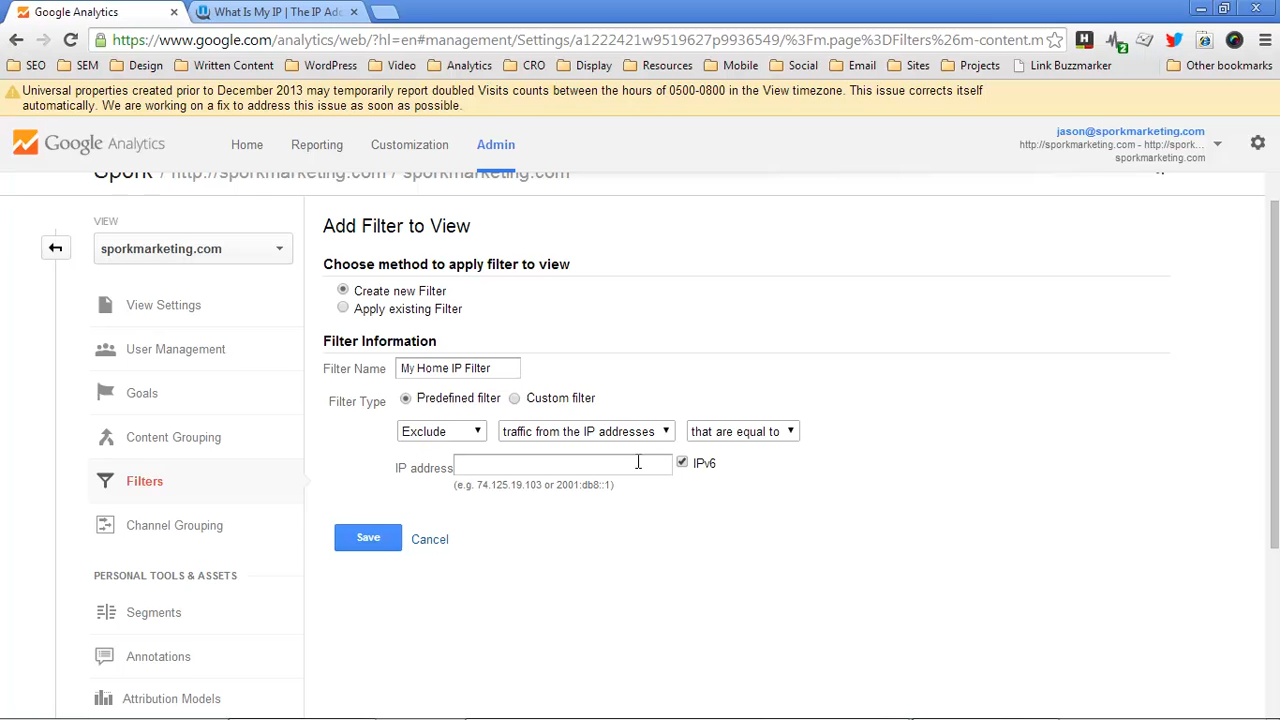 Google Analytics
What Is My IP | The IP Add
https://www.google.com/analytics/web/?hl=en#management/Settings/a1222421w9519627p9936549/%3Fm.page%3DFilters%26m-content.m
2
SEO SEM Design Written Content WordPress Video Analytics CRO Display Resources Mobile Social Email Sites Projects Link Buzzmarker Other bookmarks
Universal properties created prior to December 2013 may temporarily report doubled Visits counts between the hours of 0500-0800 in the View timezone. This issue corrects itself
automatically. We are working on a fix to address this issue as soon as possible.
Google Analytics
Home Reporting Customization Admin
jason@sporkmarketing.com
http://sporkmarketing.com - http://spork...
sporkmarketing.com
Spork / http://sporkmarketing.com / sporkmarketing.com
VIEW
sporkmarketing.com
View Settings
User Management
Goals
Content Grouping
Filters
Channel Grouping
PERSONAL TOOLS & ASSETS
Segments
Annotations
Attribution Models
Add Filter to View
Choose method to apply filter to view
Create new Filter
Apply existing Filter
Filter Information
Filter Name My Home IP Filter
Filter Type Predefined filter Custom filter
Exclude traffic from the IP addresses that are equal to
IP address IPv6
(e.g. 74.125.19.103 or 2001:db8::1)
Save Cancel